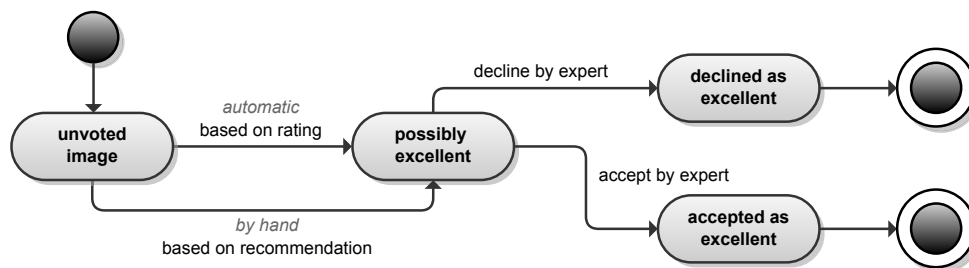 unvoted
image
automatic
based on rating
by hand
based on recommendation
possibly
excellent
decline by expert
accept by expert
declined as
excellent
accepted as
excellent